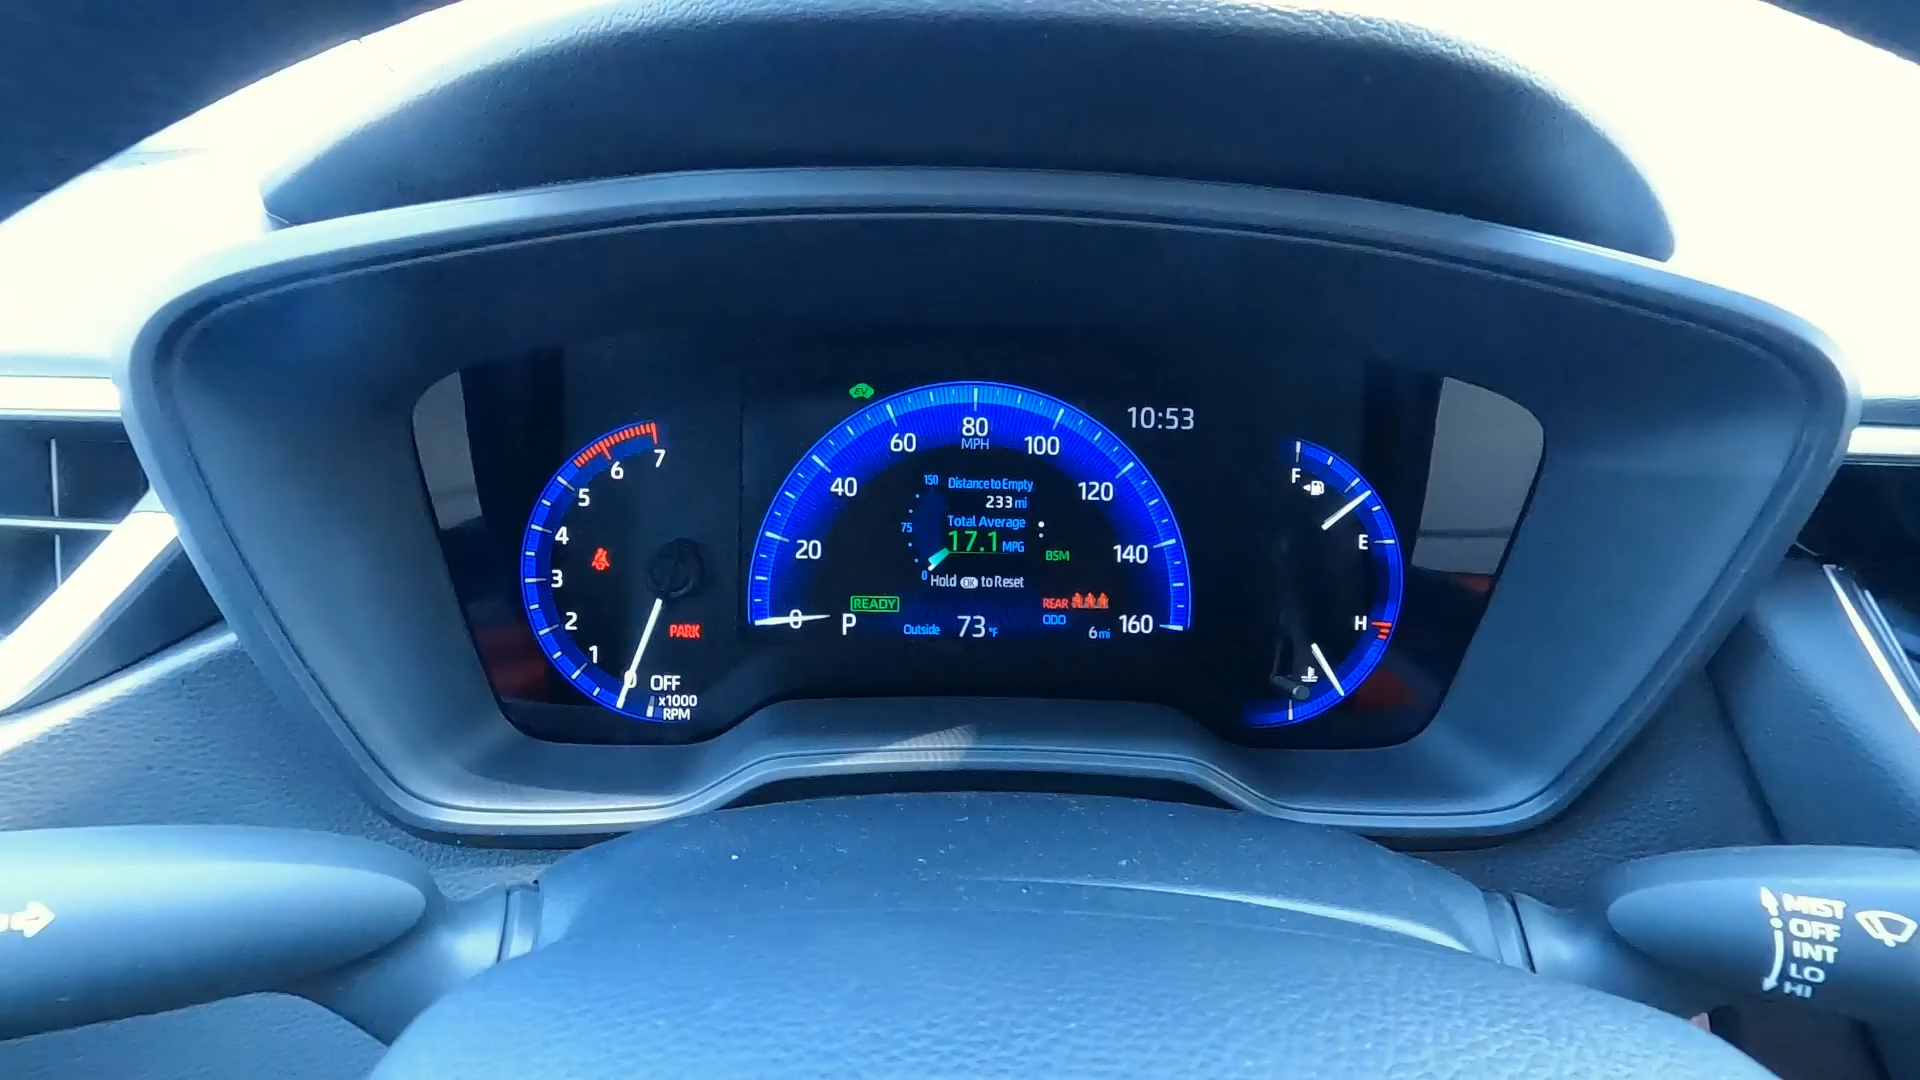 EV
10:53
7
6
5
4
3
2
1
0
OFF
x1000
RPM
PARK
0
20
40
60
80
MPH
100
120
140
160
150
75
0
Distance to Empty
233 mi
Total Average
17.1 MPG
Hold OK to Reset
BSM
READY
P
Outside 73 °F
REAR
ODO
6 mi
F
E
H
MIST
OFF
INT
LO
HI